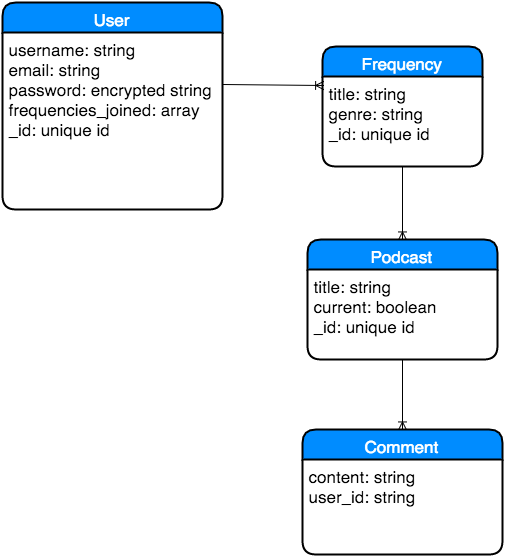 User
username: string
email: string
password: encrypted string
frequencies_joined: array
_id: unique id
Frequency
title: string
genre: string
_id: unique id
Podcast
title: string
current: boolean
_id: unique id
Comment
content: string
user_id: string